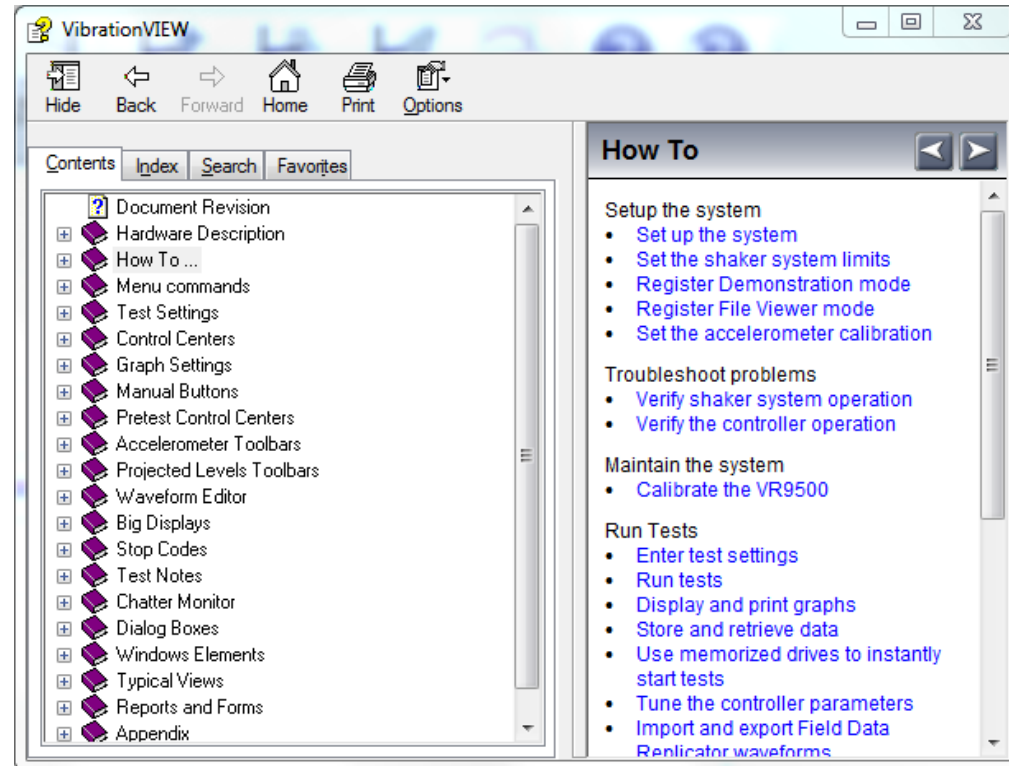 VibrationVIEW
Hide Back Forward Home Print Options
Contents Index Search Favorites
Document Revision
Hardware Description
How To ...
Menu commands
Test Settings
Control Centers
Graph Settings
Manual Buttons
Pretest Control Centers
Accelerometer Toolbars
Projected Levels Toolbars
Waveform Editor
Big Displays
Stop Codes
Test Notes
Chatter Monitor
Dialog Boxes
Windows Elements
Typical Views
Reports and Forms
Appendix
How To
Setup the system
• Set up the system
• Set the shaker system limits
• Register Demonstration mode
• Register File Viewer mode
• Set the accelerometer calibration
Troubleshoot problems
• Verify shaker system operation
• Verify the controller operation
Maintain the system
• Calibrate the VR9500
Run Tests
• Enter test settings
• Run tests
• Display and print graphs
• Store and retrieve data
• Use memorized drives to instantly
start tests
• Tune the controller parameters
• Import and export Field Data
Replicator waveforms